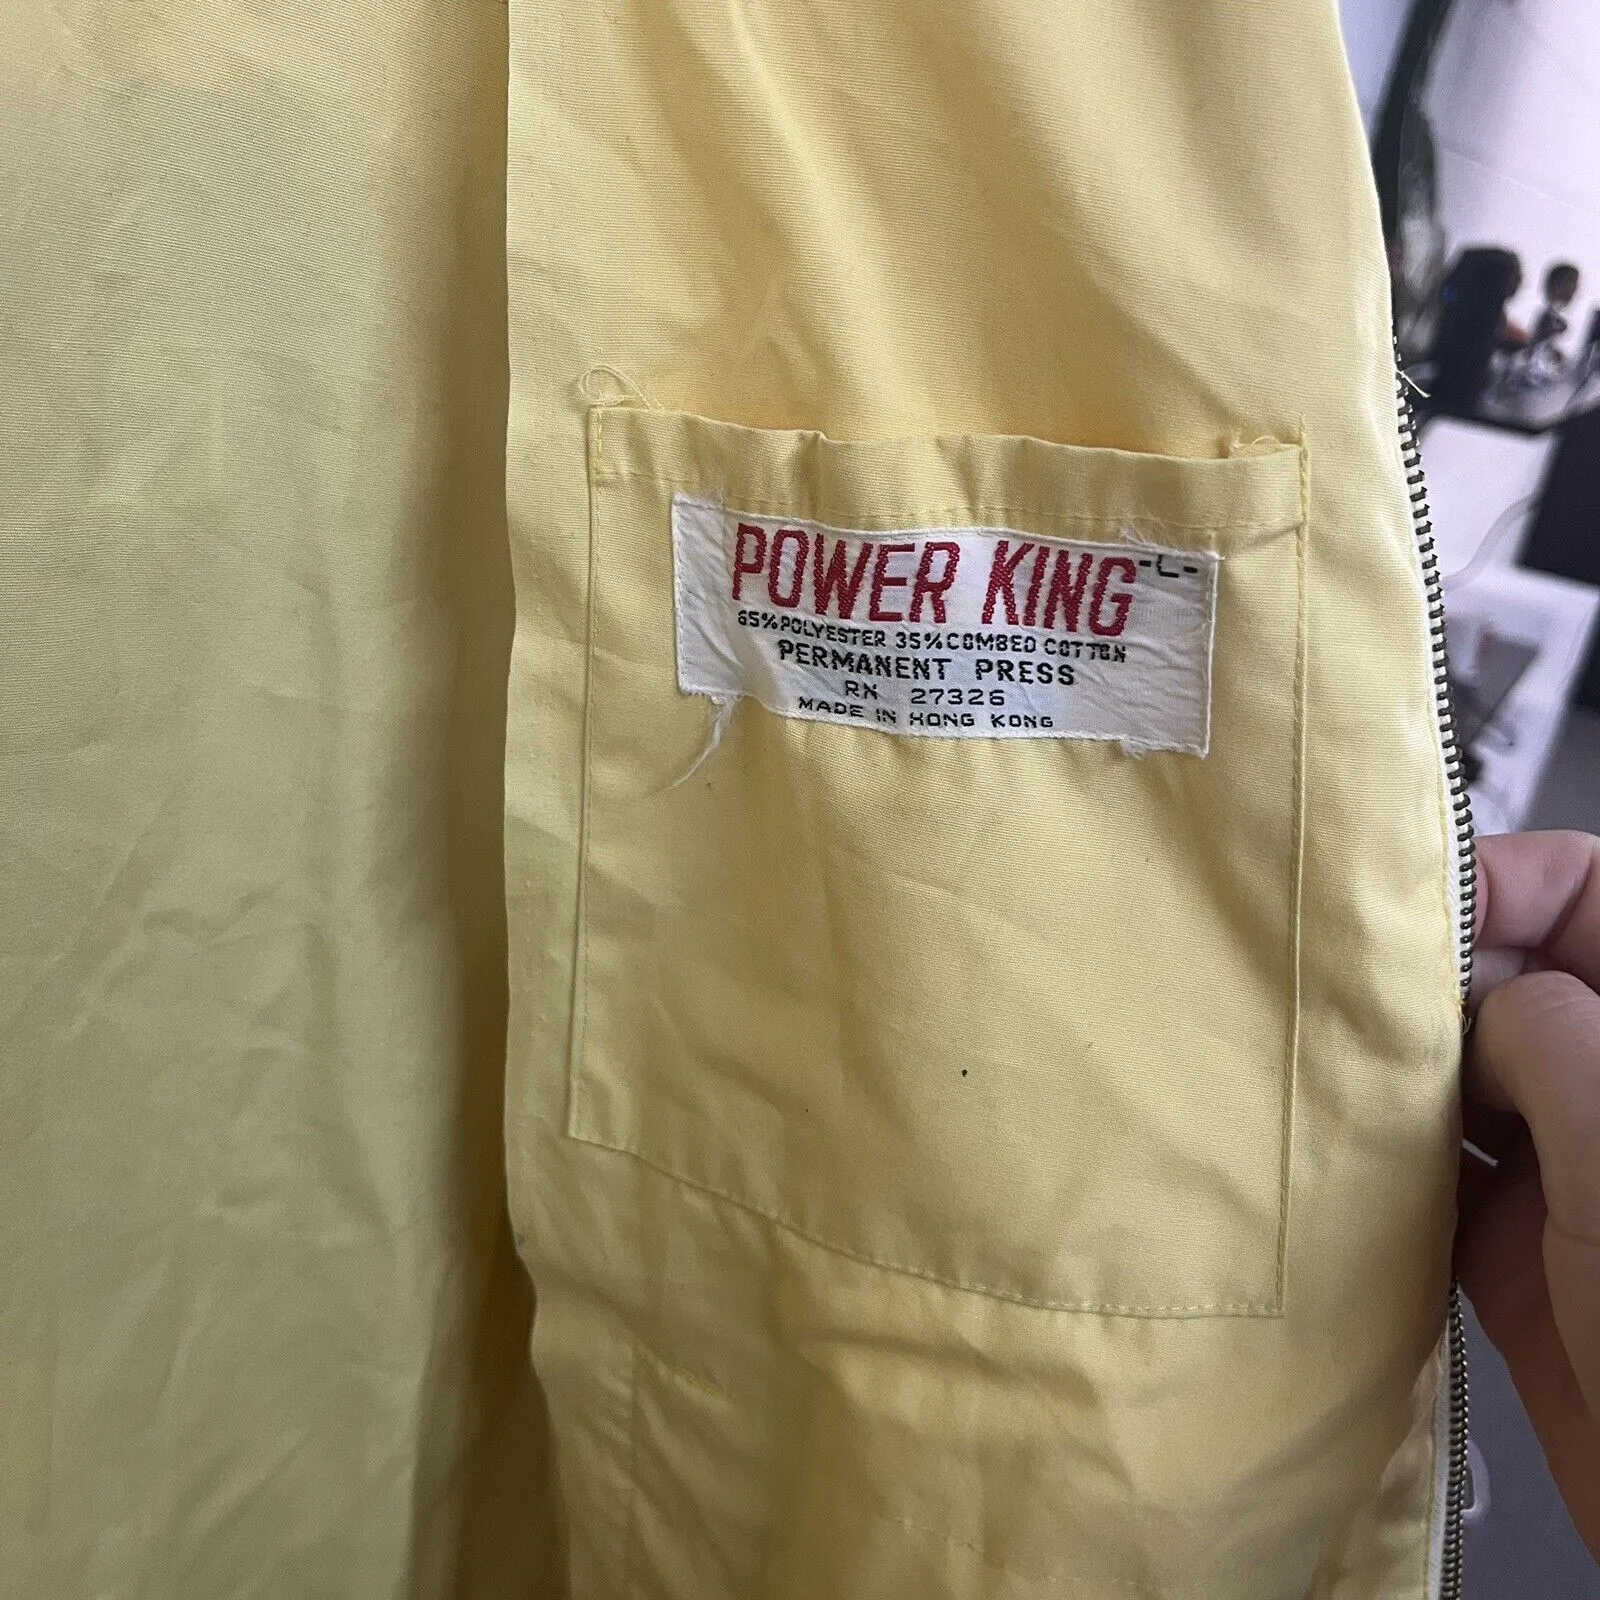 POWER KING -L-
65% POLYESTER 35% COMBED COTTON
PERMANENT PRESS
RN 27326
MADE IN HONG KONG